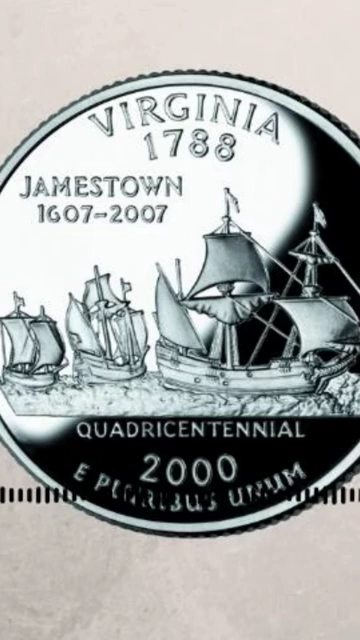 VIRGINIA
1788
JAMESTOWN
1607-2007
QUADRICENTENNIAL
2000
E PLURIBUS UNUM